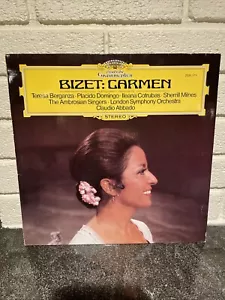 Deutsche
Grammophon
BIZET: CARMEN
Teresa Berganza · Placido Domingo · Ileana Cotrubas · Sherrill Milnes
The Ambrosian Singers · London Symphony Orchestra
Claudio Abbado
STEREO